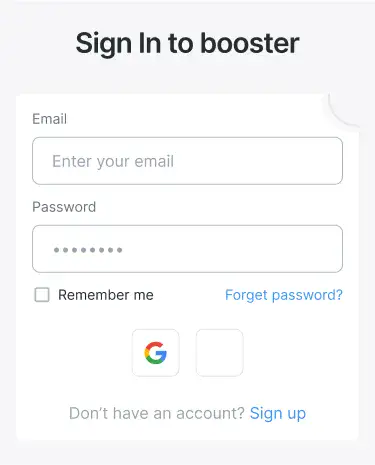 Sign In to booster
Email
Enter your email
Password
Remember me Forget password?
Don't have an account? Sign up